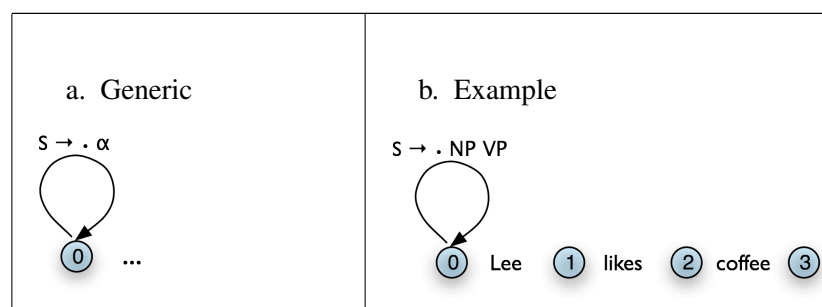 a. Generic
S → . α
0 ...
b. Example
S → . NP VP
0 Lee 1 likes 2 coffee 3